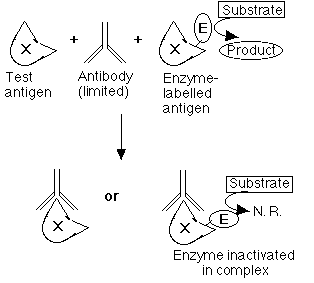 Substrate
X + + X E Product
Test antigen
Antibody (limited)
Enzyme-labelled antigen
or
X
Substrate
X E N. R.
Enzyme inactivated
in complex